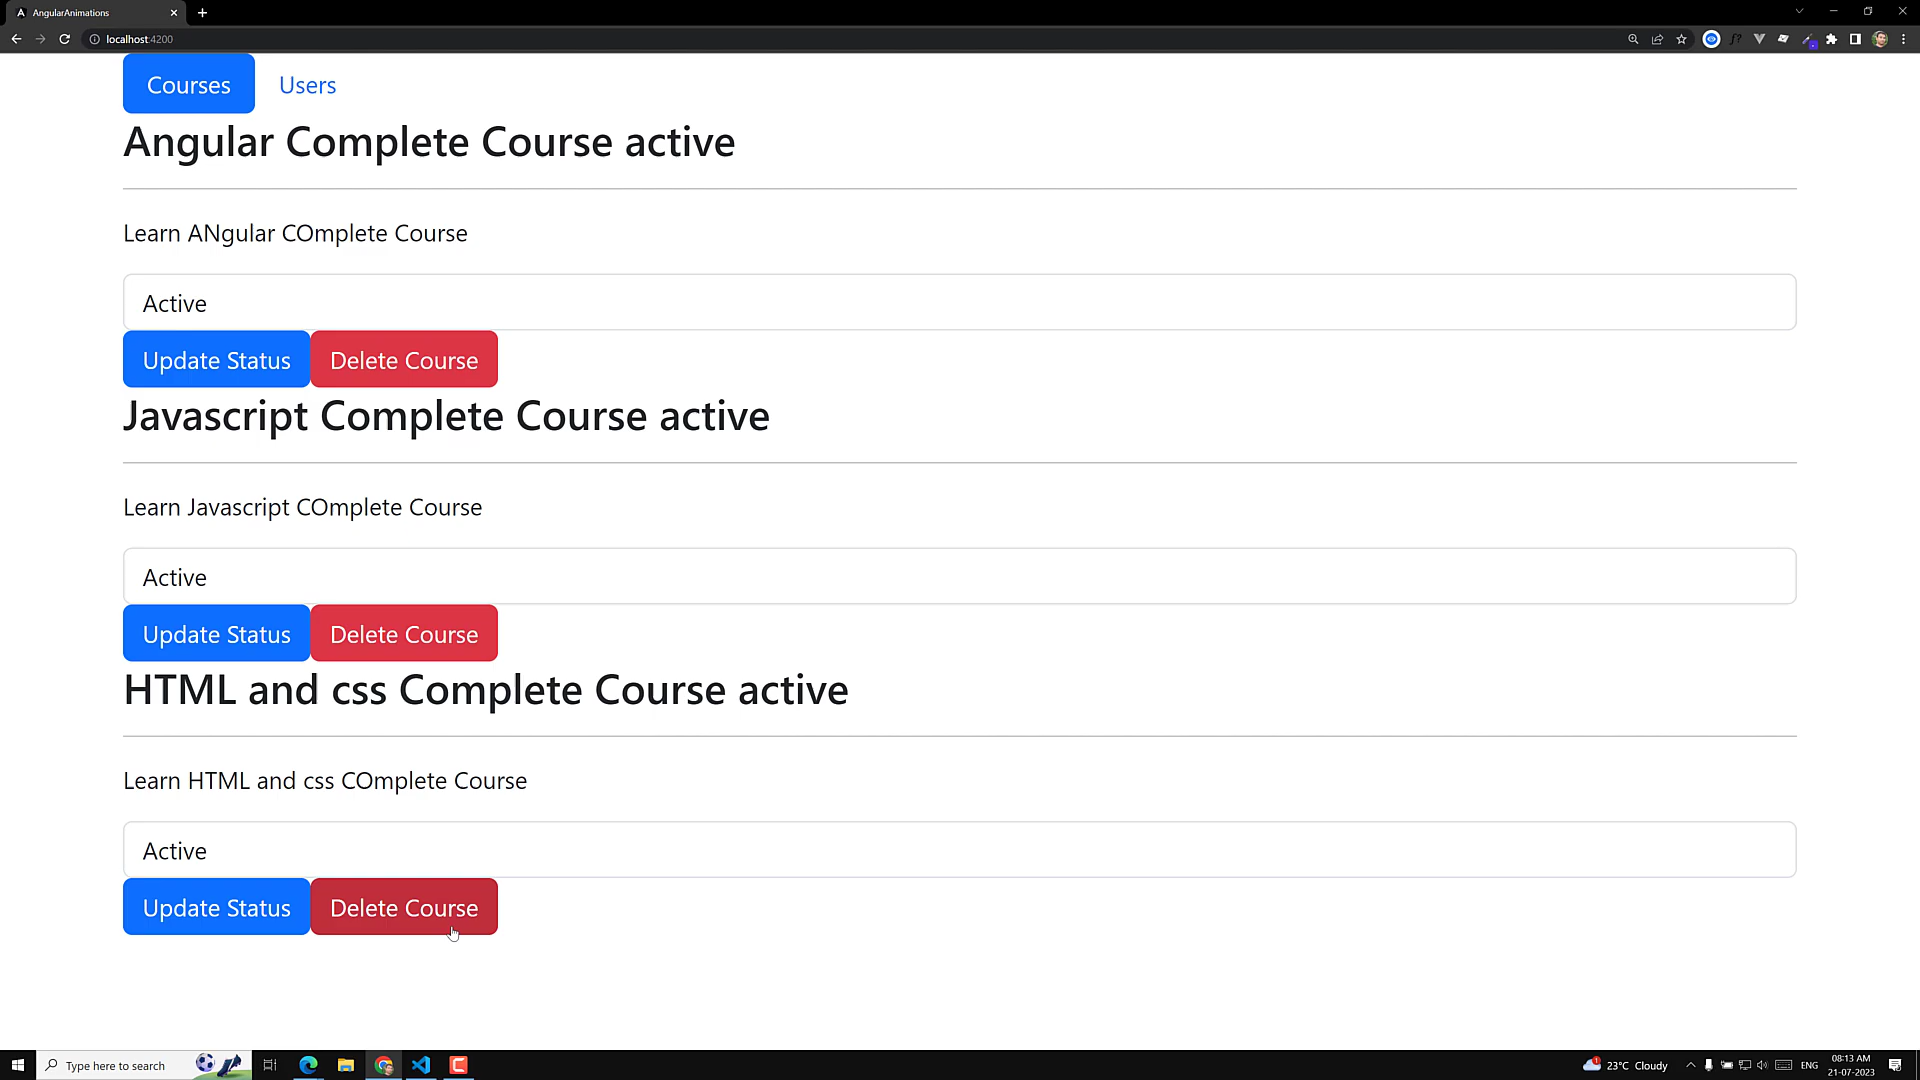 AngularAnimations
localhost:4200
Courses
Users
Angular Complete Course active
Learn ANgular COmplete Course
Active
Update Status
Delete Course
Javascript Complete Course active
Learn Javascript COmplete Course
Active
Update Status
Delete Course
HTML and css Complete Course active
Learn HTML and css COmplete Course
Active
Update Status
Delete Course
Type here to search
23°C Cloudy
ENG
08:13 AM
21-07-2023